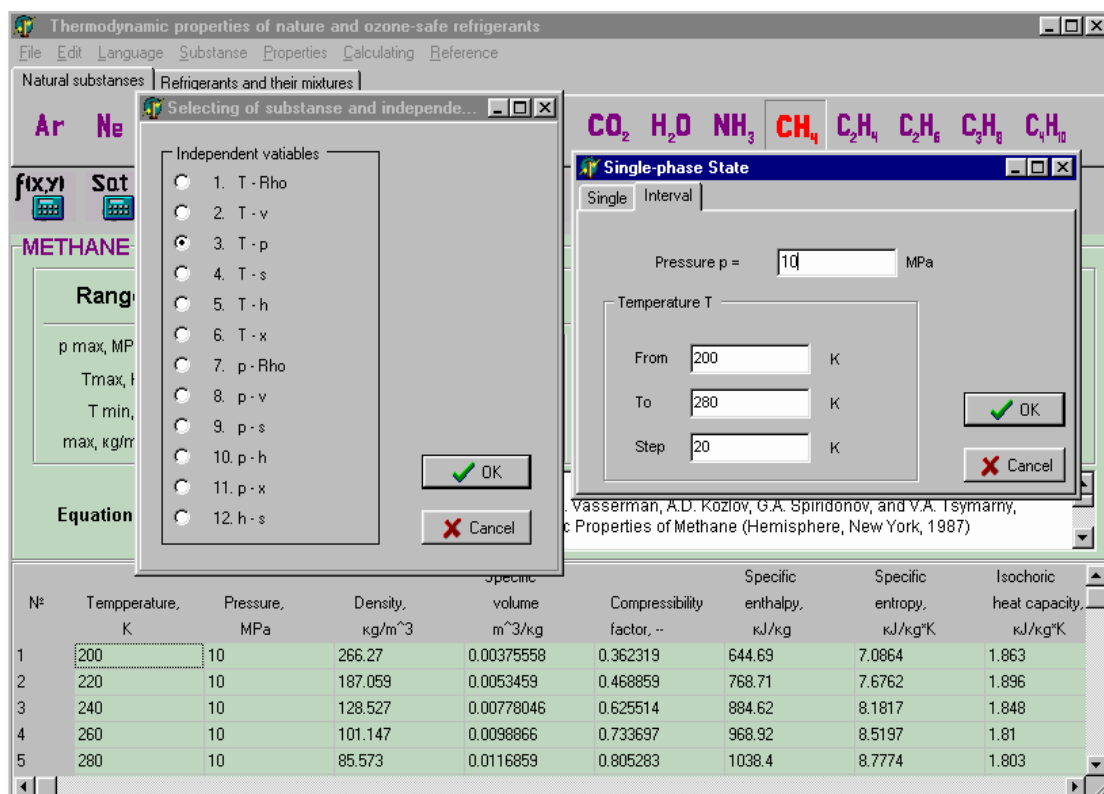 Thermodynamic properties of nature and ozone-safe refrigerants
File Edit Language Substanse Properties Calculating Reference
Natural substanses Refrigerants and their mixtures
Ar Ne CO₂ H₂O NH₃ CH₄ C₂H₄ C₂H₆ C₃H₈ C₄H₁₀
f(x,y) Sat
METHANE
Rang
p max, MP
Tmax,
T min,
max, кg/m
Equation
Selecting of substanse and independe...
Independent vatiables
1. T - Rho
2. T - v
3. T - p
4. T - s
5. T - h
6. T - x
7. p - Rho
8. p - v
9. p - s
10. p - h
11. p - x
12. h - s
OK
Cancel
Single-phase State
Single Interval
Pressure p = 10 MPa
Temperature T
From 200 K
To 280 K
Step 20 K
OK
Cancel
Vasserman, A.D. Kozlov, G.A. Spiridonov, and V.A. Tsymarny,
c Properties of Methane (Hemisphere, New York, 1987)
Specific Specific Specific Isochoric
№ Tempperature, Pressure, Density, volume Compressibility enthalpy, entropy, heat capacity,
K MPa кg/m^3 m^3/кg factor, -- кJ/кg кJ/кg*K кJ/кg*K
1 200 10 266.27 0.00375558 0.362319 644.69 7.0864 1.863
2 220 10 187.059 0.0053459 0.468859 768.71 7.6762 1.896
3 240 10 128.527 0.00778046 0.625514 884.62 8.1817 1.848
4 260 10 101.147 0.0098866 0.733697 968.92 8.5197 1.81
5 280 10 85.573 0.0116859 0.805283 1038.4 8.7774 1.803